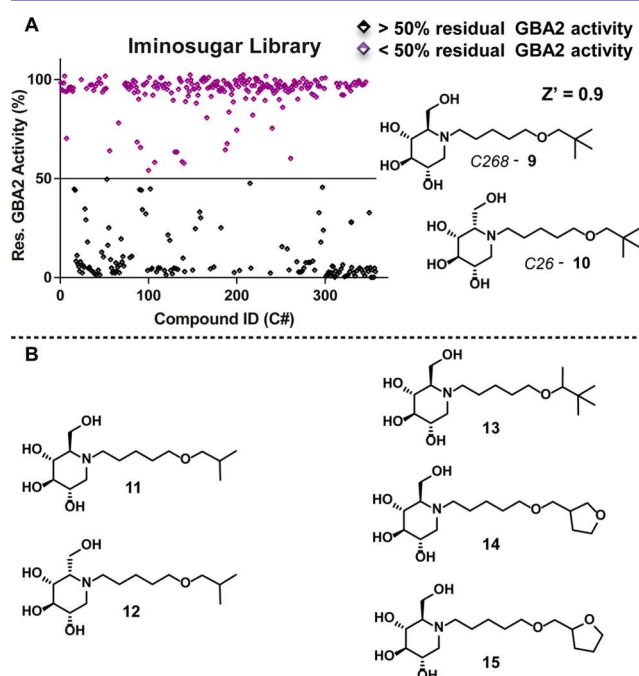 A
Iminosugar Library
> 50% residual GBA2 activity
< 50% residual GBA2 activity
Z' = 0.9
Res. GBA2 Activity (%)
100
50
0
0
100
200
300
Compound ID (C#)
OH
HO
N
O
HO
OH
C268 - 9
OH
HO
N
O
HO
OH
C26 - 10
B
OH
HO
N
O
HO
OH
11
OH
HO
N
O
HO
OH
12
OH
HO
N
O
HO
OH
13
OH
HO
N
O
O
HO
OH
14
OH
HO
N
O
O
HO
OH
15